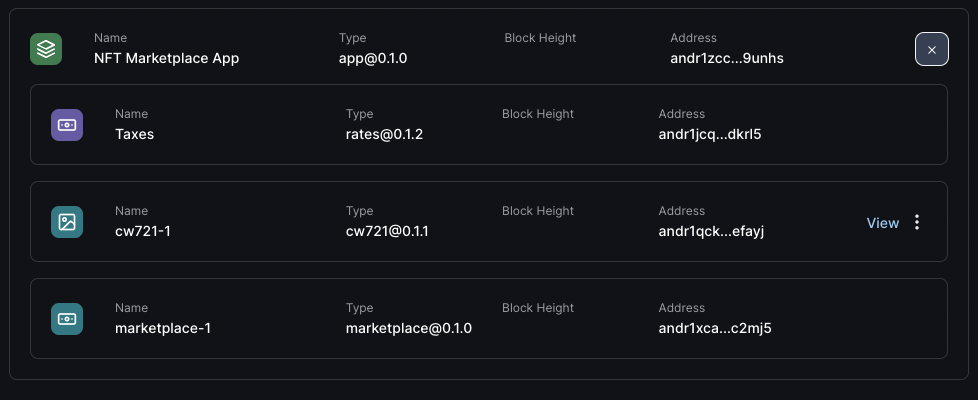 Name Type Block Height Address
NFT Marketplace App app@0.1.0 andr1zcc...9unhs
Name Type Block Height Address
Taxes rates@0.1.2 andr1jcq...dkrl5
Name Type Block Height Address
cw721-1 cw721@0.1.1 andr1qck...efayj View
Name Type Block Height Address
marketplace-1 marketplace@0.1.0 andr1xca...c2mj5